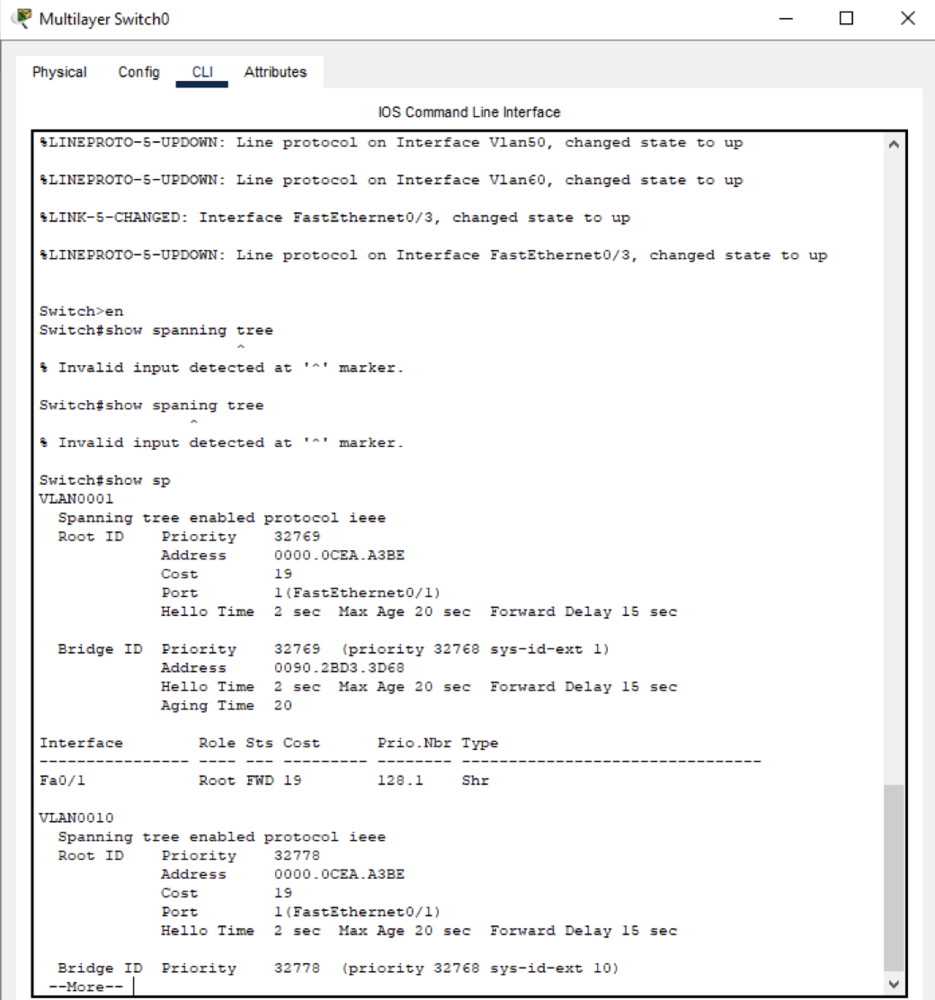 Multilayer Switch0
Physical Config CLI Attributes
IOS Command Line Interface
%LINEPROTO-5-UPDOWN: Line protocol on Interface Vlan50, changed state to up
%LINEPROTO-5-UPDOWN: Line protocol on Interface Vlan60, changed state to up
%LINK-5-CHANGED: Interface FastEthernet0/3, changed state to up
%LINEPROTO-5-UPDOWN: Line protocol on Interface FastEthernet0/3, changed state to up
Switch>en
Switch#show spanning tree
^
% Invalid input detected at '^' marker.
Switch#show spaning tree
^
% Invalid input detected at '^' marker.
Switch#show sp
VLAN0001
Spanning tree enabled protocol ieee
Root ID Priority 32769
Address 0000.0CEA.A3BE
Cost 19
Port 1(FastEthernet0/1)
Hello Time 2 sec Max Age 20 sec Forward Delay 15 sec
Bridge ID Priority 32769 (priority 32768 sys-id-ext 1)
Address 0090.2BD3.3D68
Hello Time 2 sec Max Age 20 sec Forward Delay 15 sec
Aging Time 20
Interface Role Sts Cost Prio.Nbr Type
---------------- ---- --- --------- -------- --------------------------------
Fa0/1 Root FWD 19 128.1 Shr
VLAN0010
Spanning tree enabled protocol ieee
Root ID Priority 32778
Address 0000.0CEA.A3BE
Cost 19
Port 1(FastEthernet0/1)
Hello Time 2 sec Max Age 20 sec Forward Delay 15 sec
Bridge ID Priority 32778 (priority 32768 sys-id-ext 10)
--More--